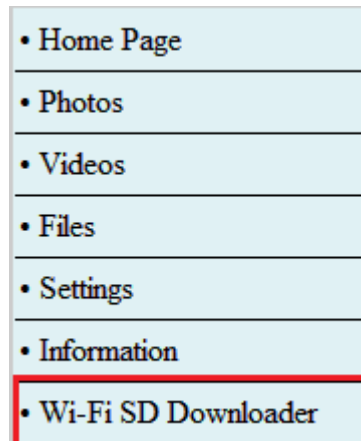 • Home Page
• Photos
• Videos
• Files
• Settings
• Information
• Wi-Fi SD Downloader